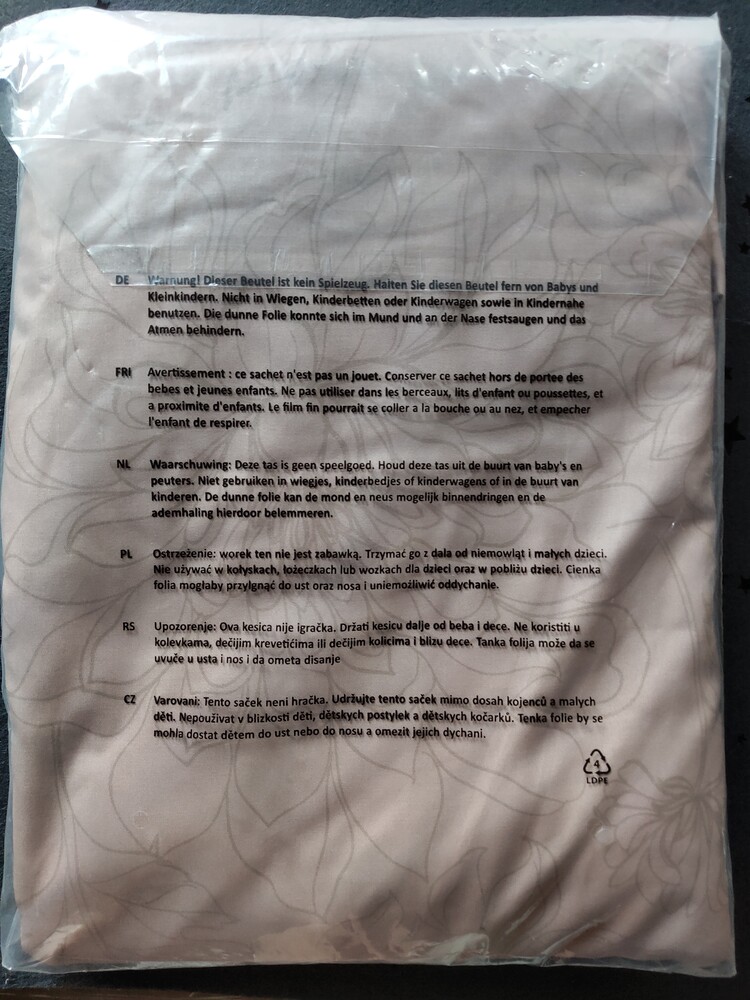 DE Warnung! Dieser Beutel ist kein Spielzeug. Halten Sie diesen Beutel fern von Babys und
Kleinkindern. Nicht in Wiegen, Kinderbetten oder Kinderwagen sowie in Kindernahe
benutzen. Die dunne Folie konnte sich im Mund und an der Nase festsaugen und das
Atmen behindern.
FRI Avertissement : ce sachet n'est pas un jouet. Conserver ce sachet hors de portee des
bebes et jeunes enfants. Ne pas utiliser dans les berceaux, lits d'enfant ou poussettes, et
a proximite d'enfants. Le film fin pourrait se coller a la bouche ou au nez, et empecher
l'enfant de respirer.
NL Waarschuwing: Deze tas is geen speelgoed. Houd deze tas uit de buurt van baby's en
peuters. Niet gebruiken in wiegjes, kinderbedjes of kinderwagens of in de buurt van
kinderen. De dunne folie kan de mond en neus mogelijk binnendringen en de
ademhaling hierdoor belemmeren.
PL Ostrzeżenie: worek ten nie jest zabawką. Trzymać go z dala od niemowląt i małych dzieci.
Nie używać w kołyskach, łożeczkach lub wozkach dla dzieci oraz w pobliżu dzieci. Cienka
folia mogłaby przylgnąć do ust oraz nosa i uniemożliwić oddychanie.
RS Upozorenje: Ova kesica nije igračka. Držati kesicu dalje od beba i dece. Ne koristiti u
kolevkama, dečijim krevetićima ili dečijim kolicima i blizu dece. Tanka folija može da se
uvuče u usta i nos i da ometa disanje
CZ Varovani: Tento saček neni hračka. Udržujte tento saček mimo dosah kojenců a malych
děti. Nepouživat v blizkosti děti, dětskych postylek a dětskych kočarků. Tenka folie by se
mohla dostat dětem do ust nebo do nosu a omezit jejich dychani.
4
LDPE